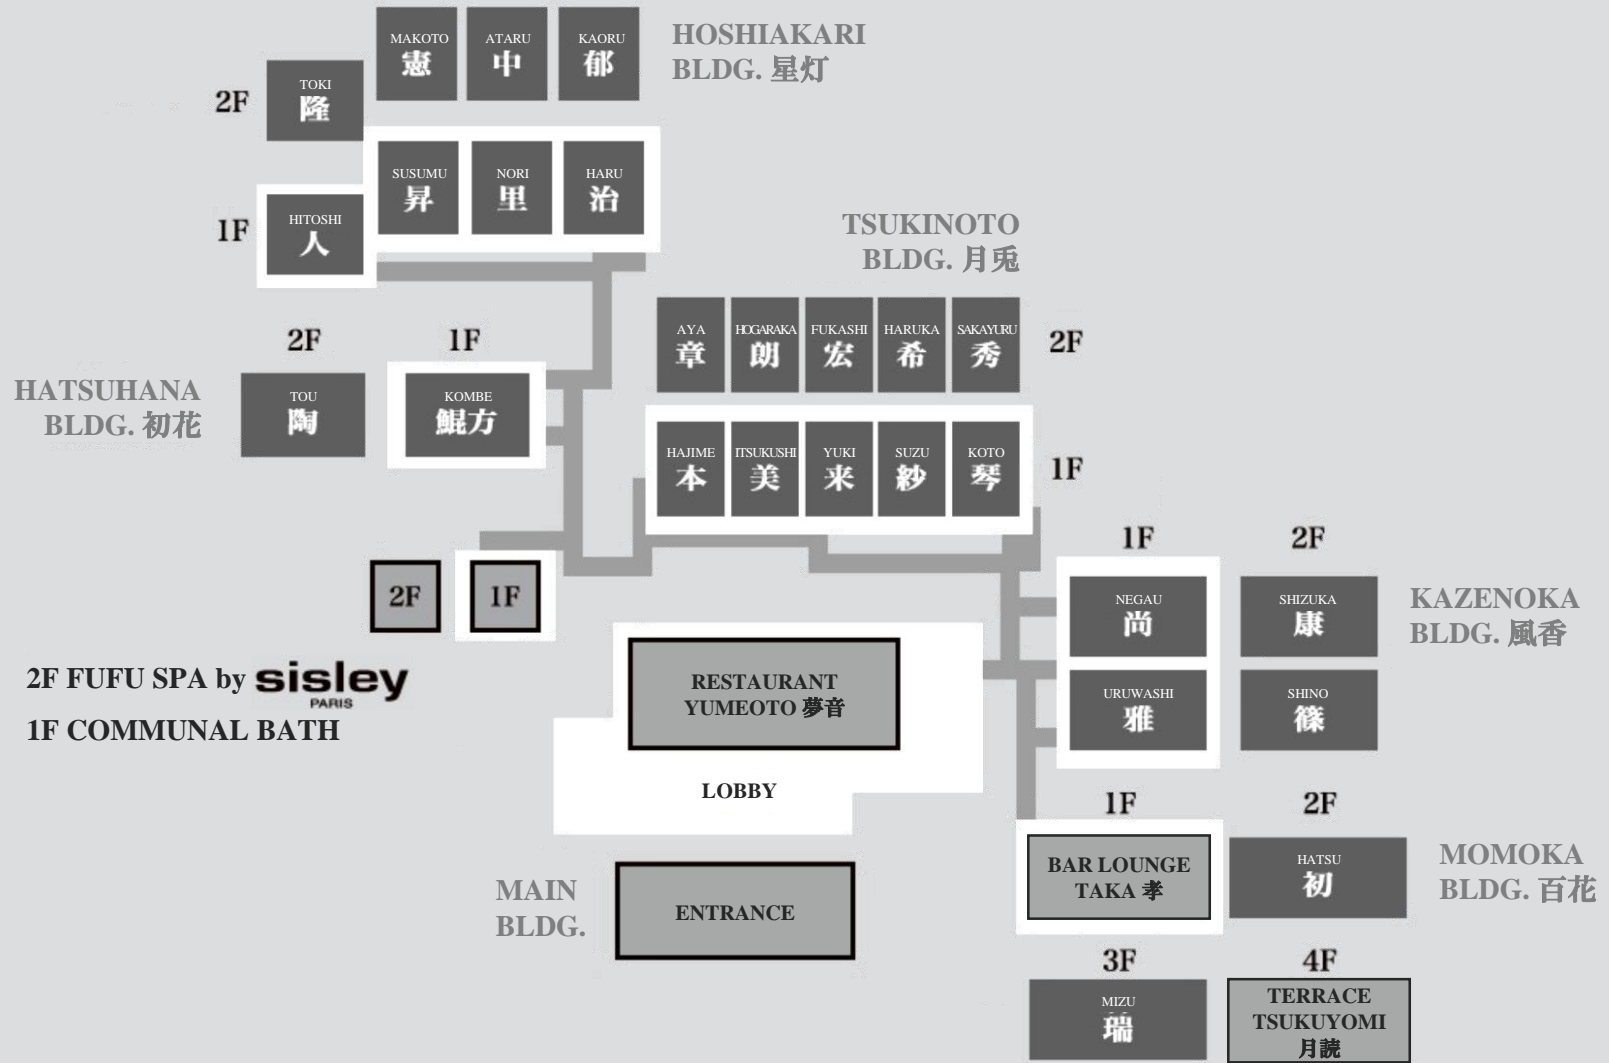 MAKOTO
憲
ATARU
中
KAORU
郁
HOSHIAKARI
BLDG. 星灯
2F
TOKI
隆
SUSUMU
昇
NORI
里
HARU
治
1F
HITOSHI
人
TSUKINOTO
BLDG. 月兎
AYA
章
HOGARAKA
朗
FUKASHI
宏
HARUKA
希
SAKAYURU
秀
2F
HAJIME
本
ITSUKUSHI
美
YUKI
来
SUZU
紗
KOTO
琴
1F
HATSUHANA
BLDG. 初花
2F
TOU
陶
1F
KOMBE
鯤方
2F
1F
2F FUFU SPA by sisley
PARIS
1F COMMUNAL BATH
1F
2F
NEGAU
尚
SHIZUKA
康
URUWASHI
雅
SHINO
篠
KAZENOKA
BLDG. 風香
RESTAURANT
YUMEOTO 夢音
LOBBY
MAIN
BLDG.
ENTRANCE
1F
2F
BAR LOUNGE
TAKA 孝
HATSU
初
MOMOKA
BLDG. 百花
3F
4F
MIZU
瑞
TERRACE
TSUKUYOMI
月読